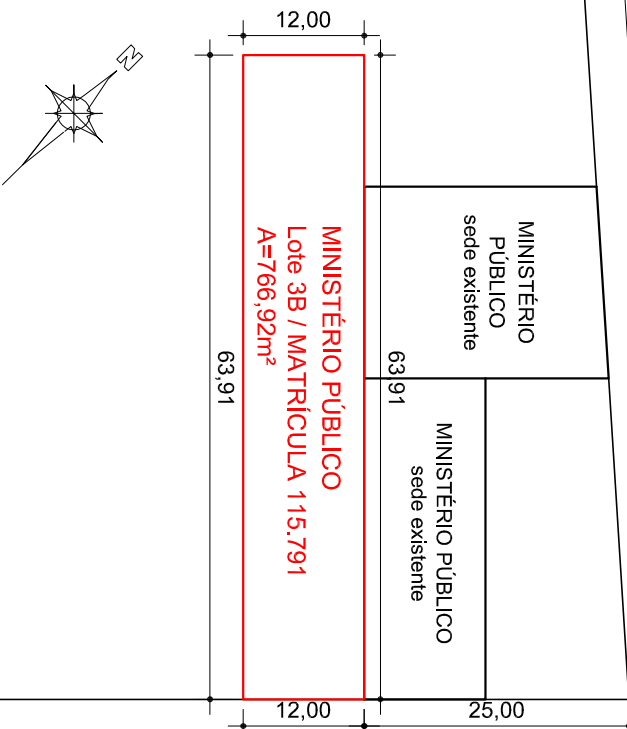 12,00
N
MINISTÉRIO PÚBLICO
Lote 3B / MATRÍCULA 115.791
A=766,92m²
MINISTÉRIO
PÚBLICO
sede existente
63,91
63,91
MINISTÉRIO PÚBLICO
sede existente
12,00
25,00